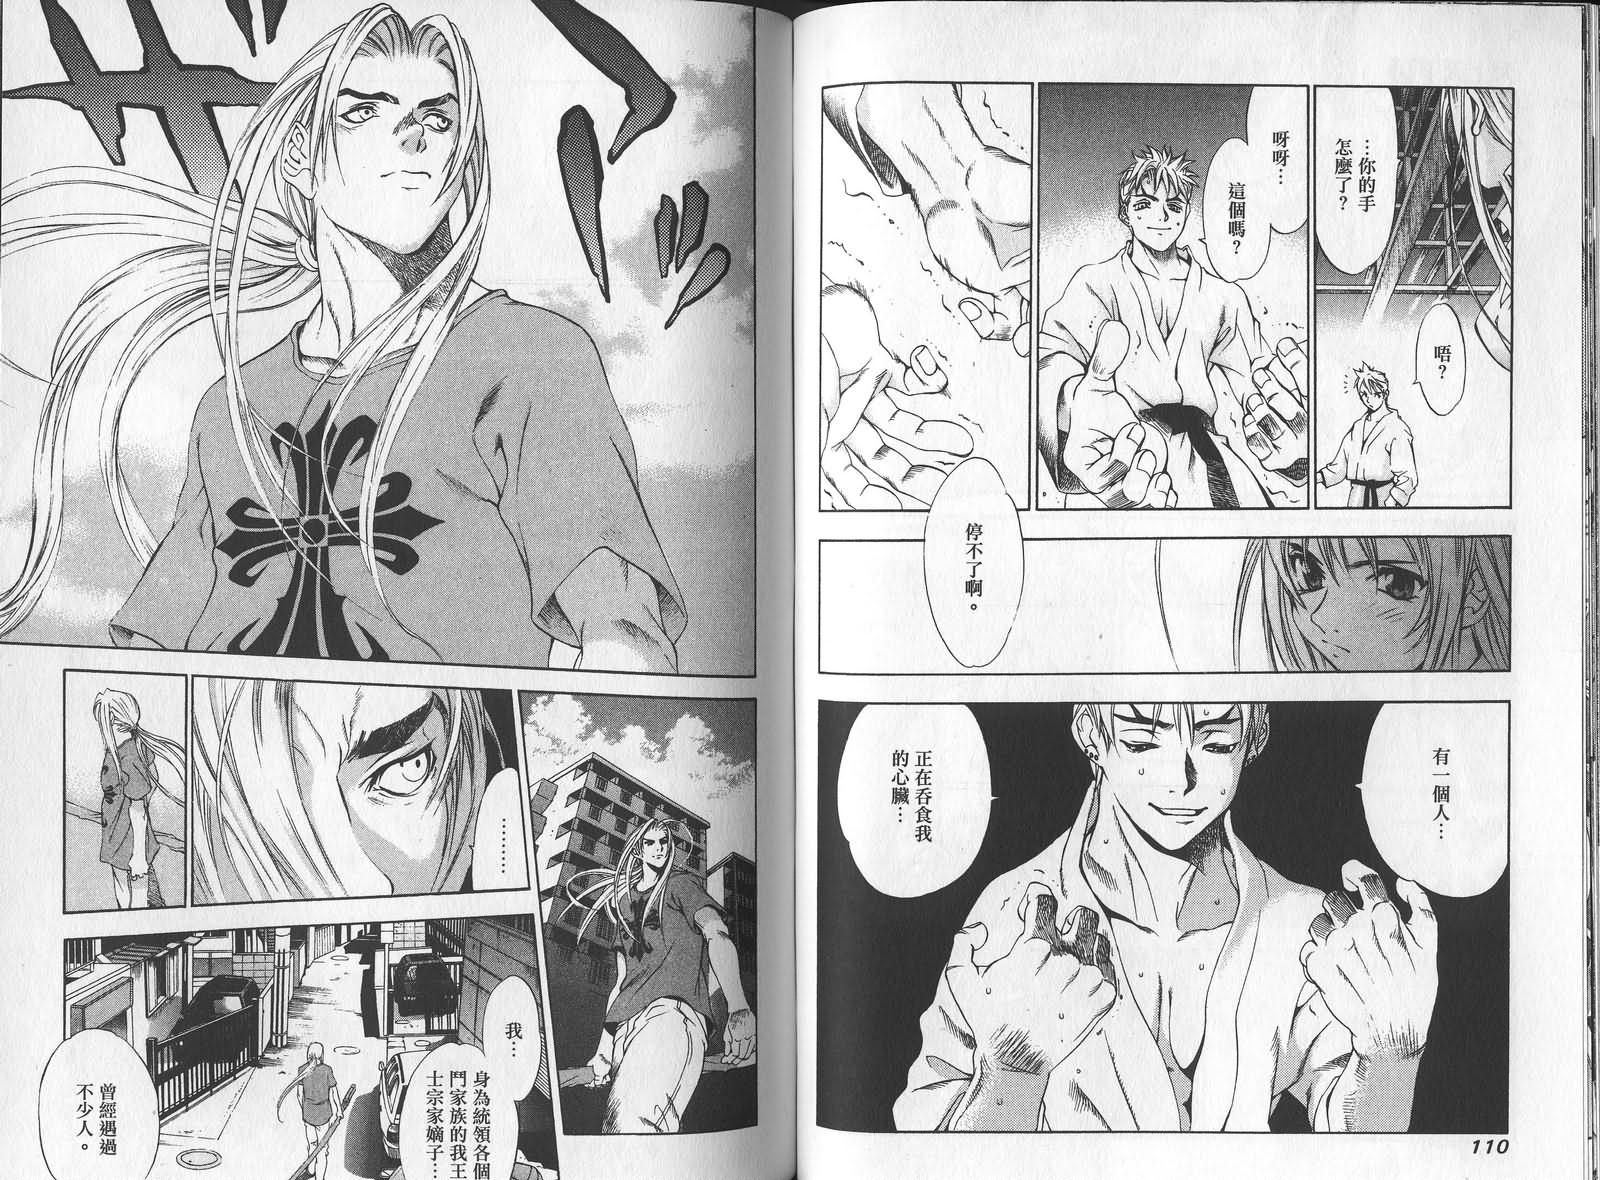 …你的手
怎麼了？
唔？
呀呀…
這個嗎？
停不了啊。
有一個人…
正在吞食我
的心臟…
110
………
我…
身為統領各個
鬥家族的我王
士宗家嫡子…
曾經遇過
不少人。